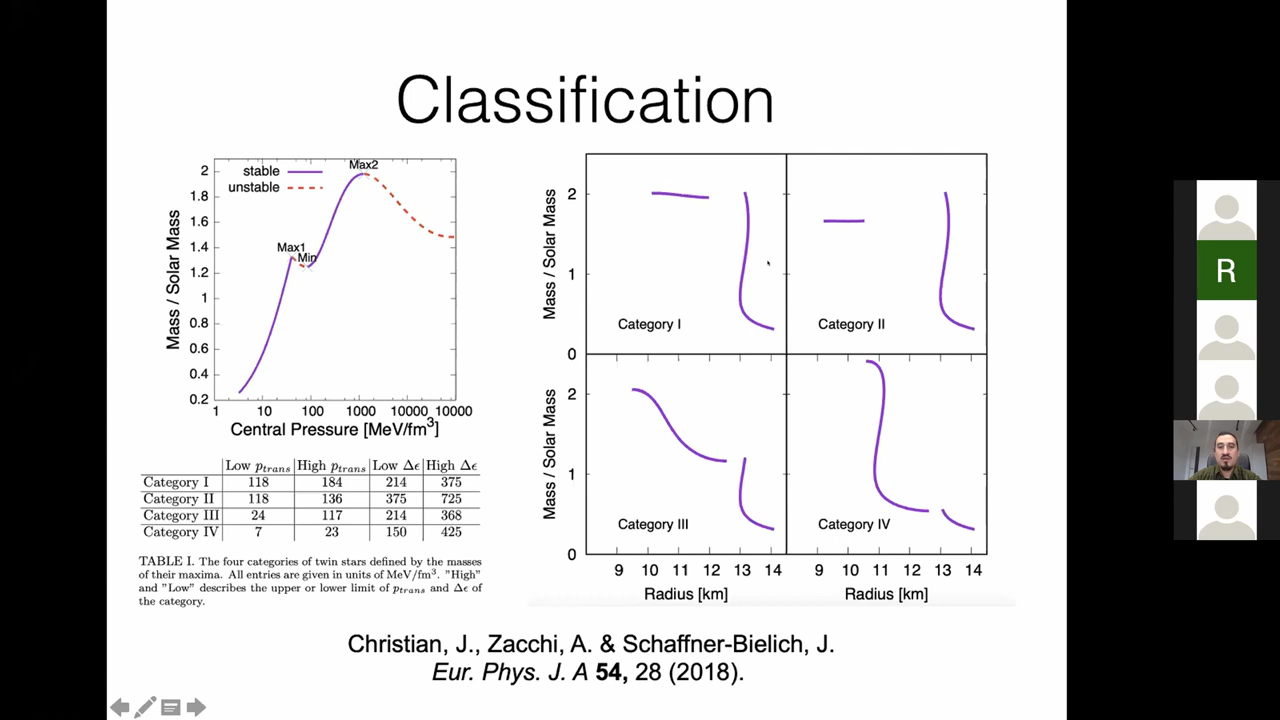 Classification
stable
unstable
Max2
Max1
Min
2
1.8
1.6
1.4
1.2
1
0.8
0.6
0.4
0.2
1 10 100 1000 10000 10000
Mass / Solar Mass
Central Pressure [MeV/fm³]
Low p_trans High p_trans Low Δϵ High Δϵ
Category I 118 184 214 375
Category II 118 136 375 725
Category III 24 117 214 368
Category IV 7 23 150 425
TABLE I. The four categories of twin stars defined by the masses
of their maxima. All entries are given in units of MeV/fm³. "High"
and "Low" describes the upper or lower limit of p_trans and Δϵ of
the category.
Mass / Solar Mass
2
1
0
Category I
Category II
Mass / Solar Mass
2
1
0
Category III
Category IV
9 10 11 12 13 14
9 10 11 12 13 14
Radius [km]
Radius [km]
Christian, J., Zacchi, A. & Schaffner-Bielich, J.
Eur. Phys. J. A 54, 28 (2018).
R